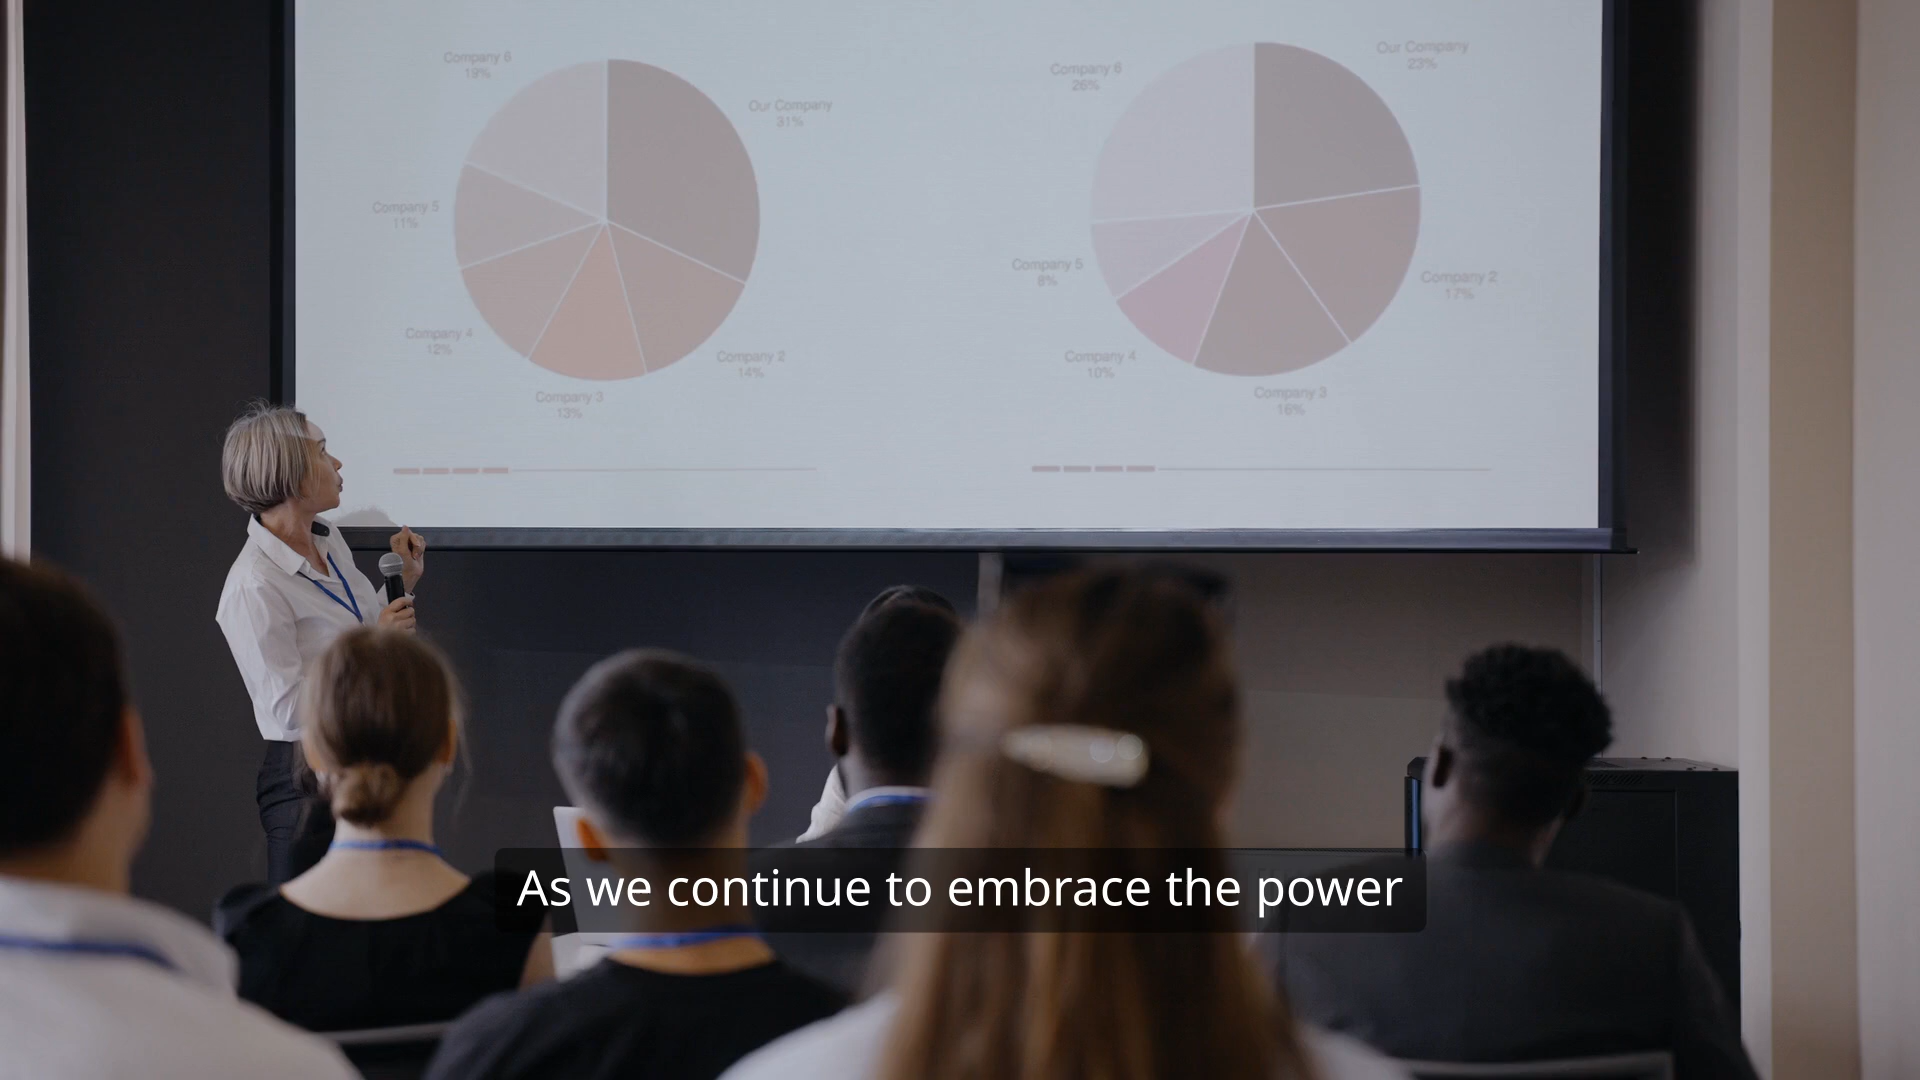 Company 6
19%
Our Company
31%
Company 5
11%
Company 4
12%
Company 3
13%
Company 2
14%
Company 6
26%
Our Company
23%
Company 5
8%
Company 2
17%
Company 4
10%
Company 3
16%
As we continue to embrace the power